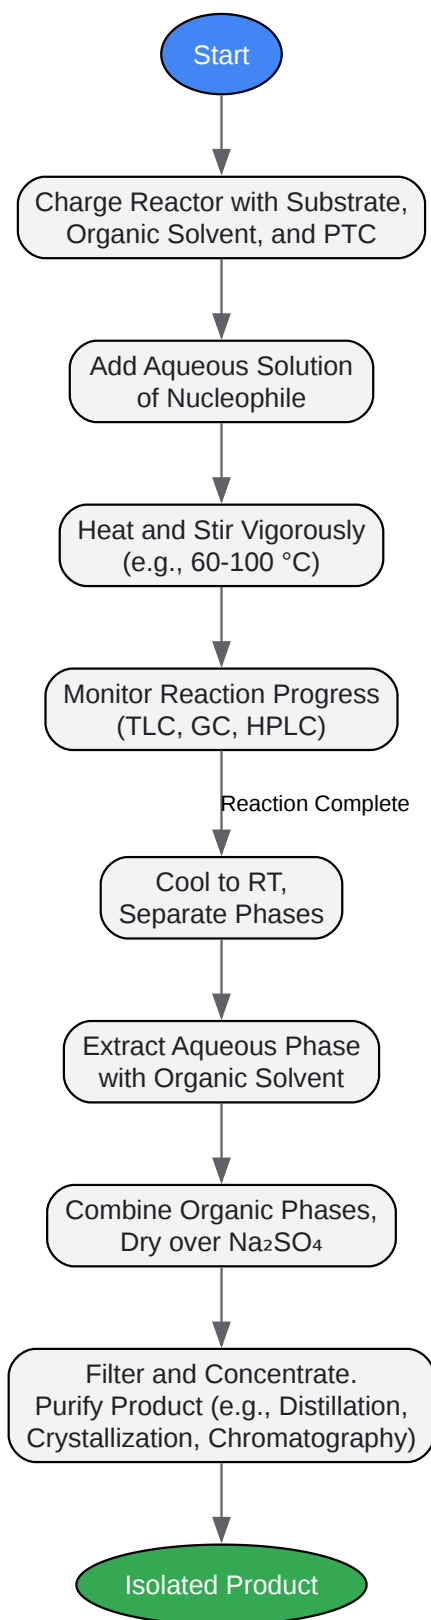 Start
Charge Reactor with Substrate,
Organic Solvent, and PTC
Add Aqueous Solution
of Nucleophile
Heat and Stir Vigorously
(e.g., 60-100 °C)
Monitor Reaction Progress
(TLC, GC, HPLC)
Reaction Complete
Cool to RT,
Separate Phases
Extract Aqueous Phase
with Organic Solvent
Combine Organic Phases,
Dry over Na₂SO₄
Filter and Concentrate.
Purify Product (e.g., Distillation,
Crystallization, Chromatography)
Isolated Product